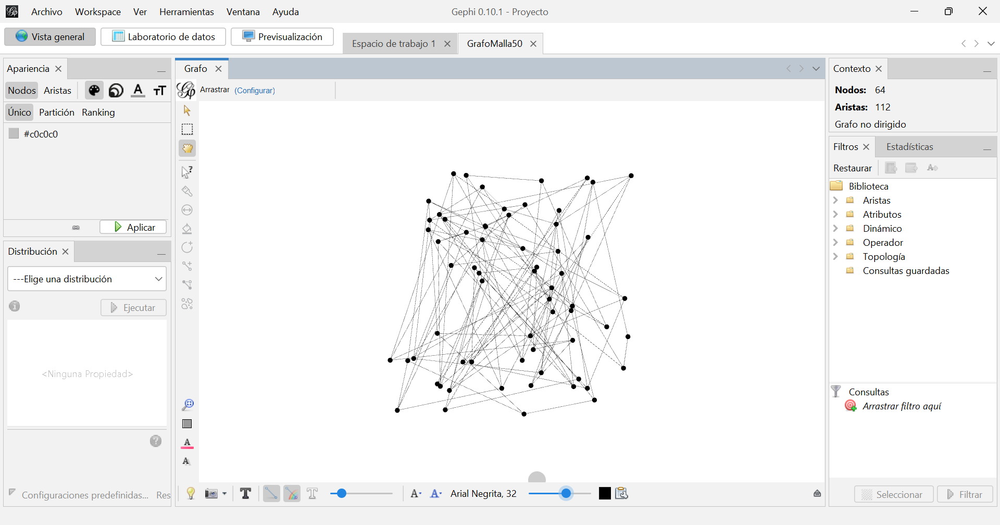 Archivo Workspace Ver Herramientas Ventana Ayuda
Gephi 0.10.1 - Proyecto
Vista general
Laboratorio de datos
Previsualización
Espacio de trabajo 1
GrafoMalla50
Apariencia
Nodos Aristas
Único Partición Ranking
#c0c0c0
Aplicar
Distribución
---Elige una distribución
Ejecutar
<Ninguna Propiedad>
Configuraciones predefinidas... Res
Grafo
Arrastrar (Configurar)
Arial Negrita, 32
Contexto
Nodos: 64
Aristas: 112
Grafo no dirigido
Filtros
Estadísticas
Restaurar
Biblioteca
Aristas
Atributos
Dinámico
Operador
Topología
Consultas guardadas
Consultas
Arrastrar filtro aquí
Seleccionar
Filtrar